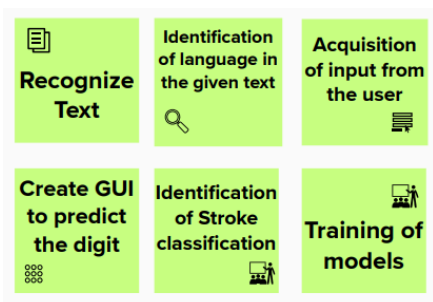 Recognize
Text
Identification
of language in
the given text
Acquisition
of input from
the user
Create GUI
to predict
the digit
Identification
of Stroke
classification
Training of
models